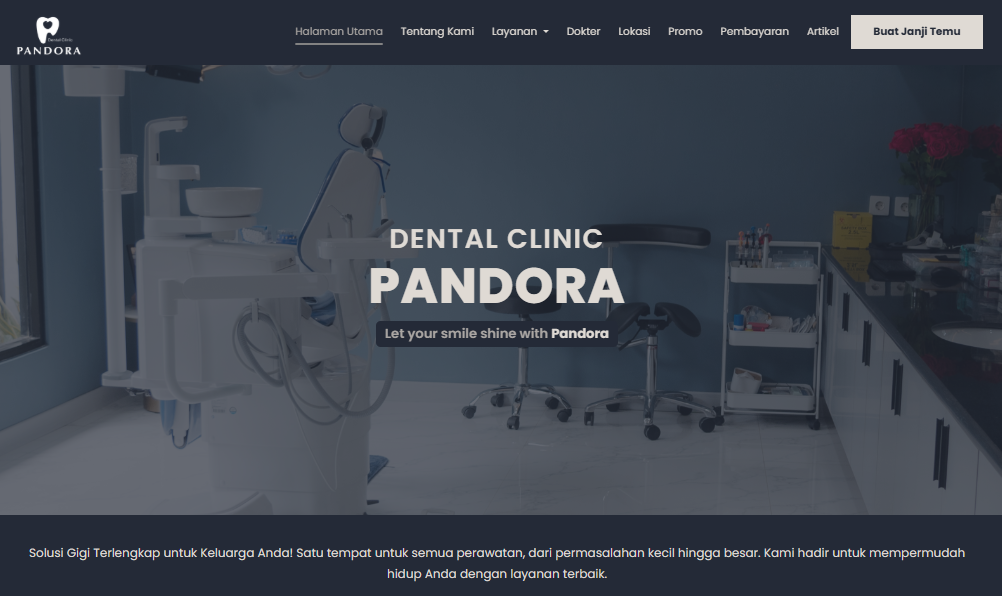 Dental Clinic
PANDORA
Halaman Utama
Tentang Kami
Layanan
Dokter
Lokasi
Promo
Pembayaran
Artikel
Buat Janji Temu
DENTAL CLINIC
PANDORA
Let your smile shine with Pandora
Solusi Gigi Terlengkap untuk Keluarga Anda! Satu tempat untuk semua perawatan, dari permasalahan kecil hingga besar. Kami hadir untuk mempermudah
hidup Anda dengan layanan terbaik.